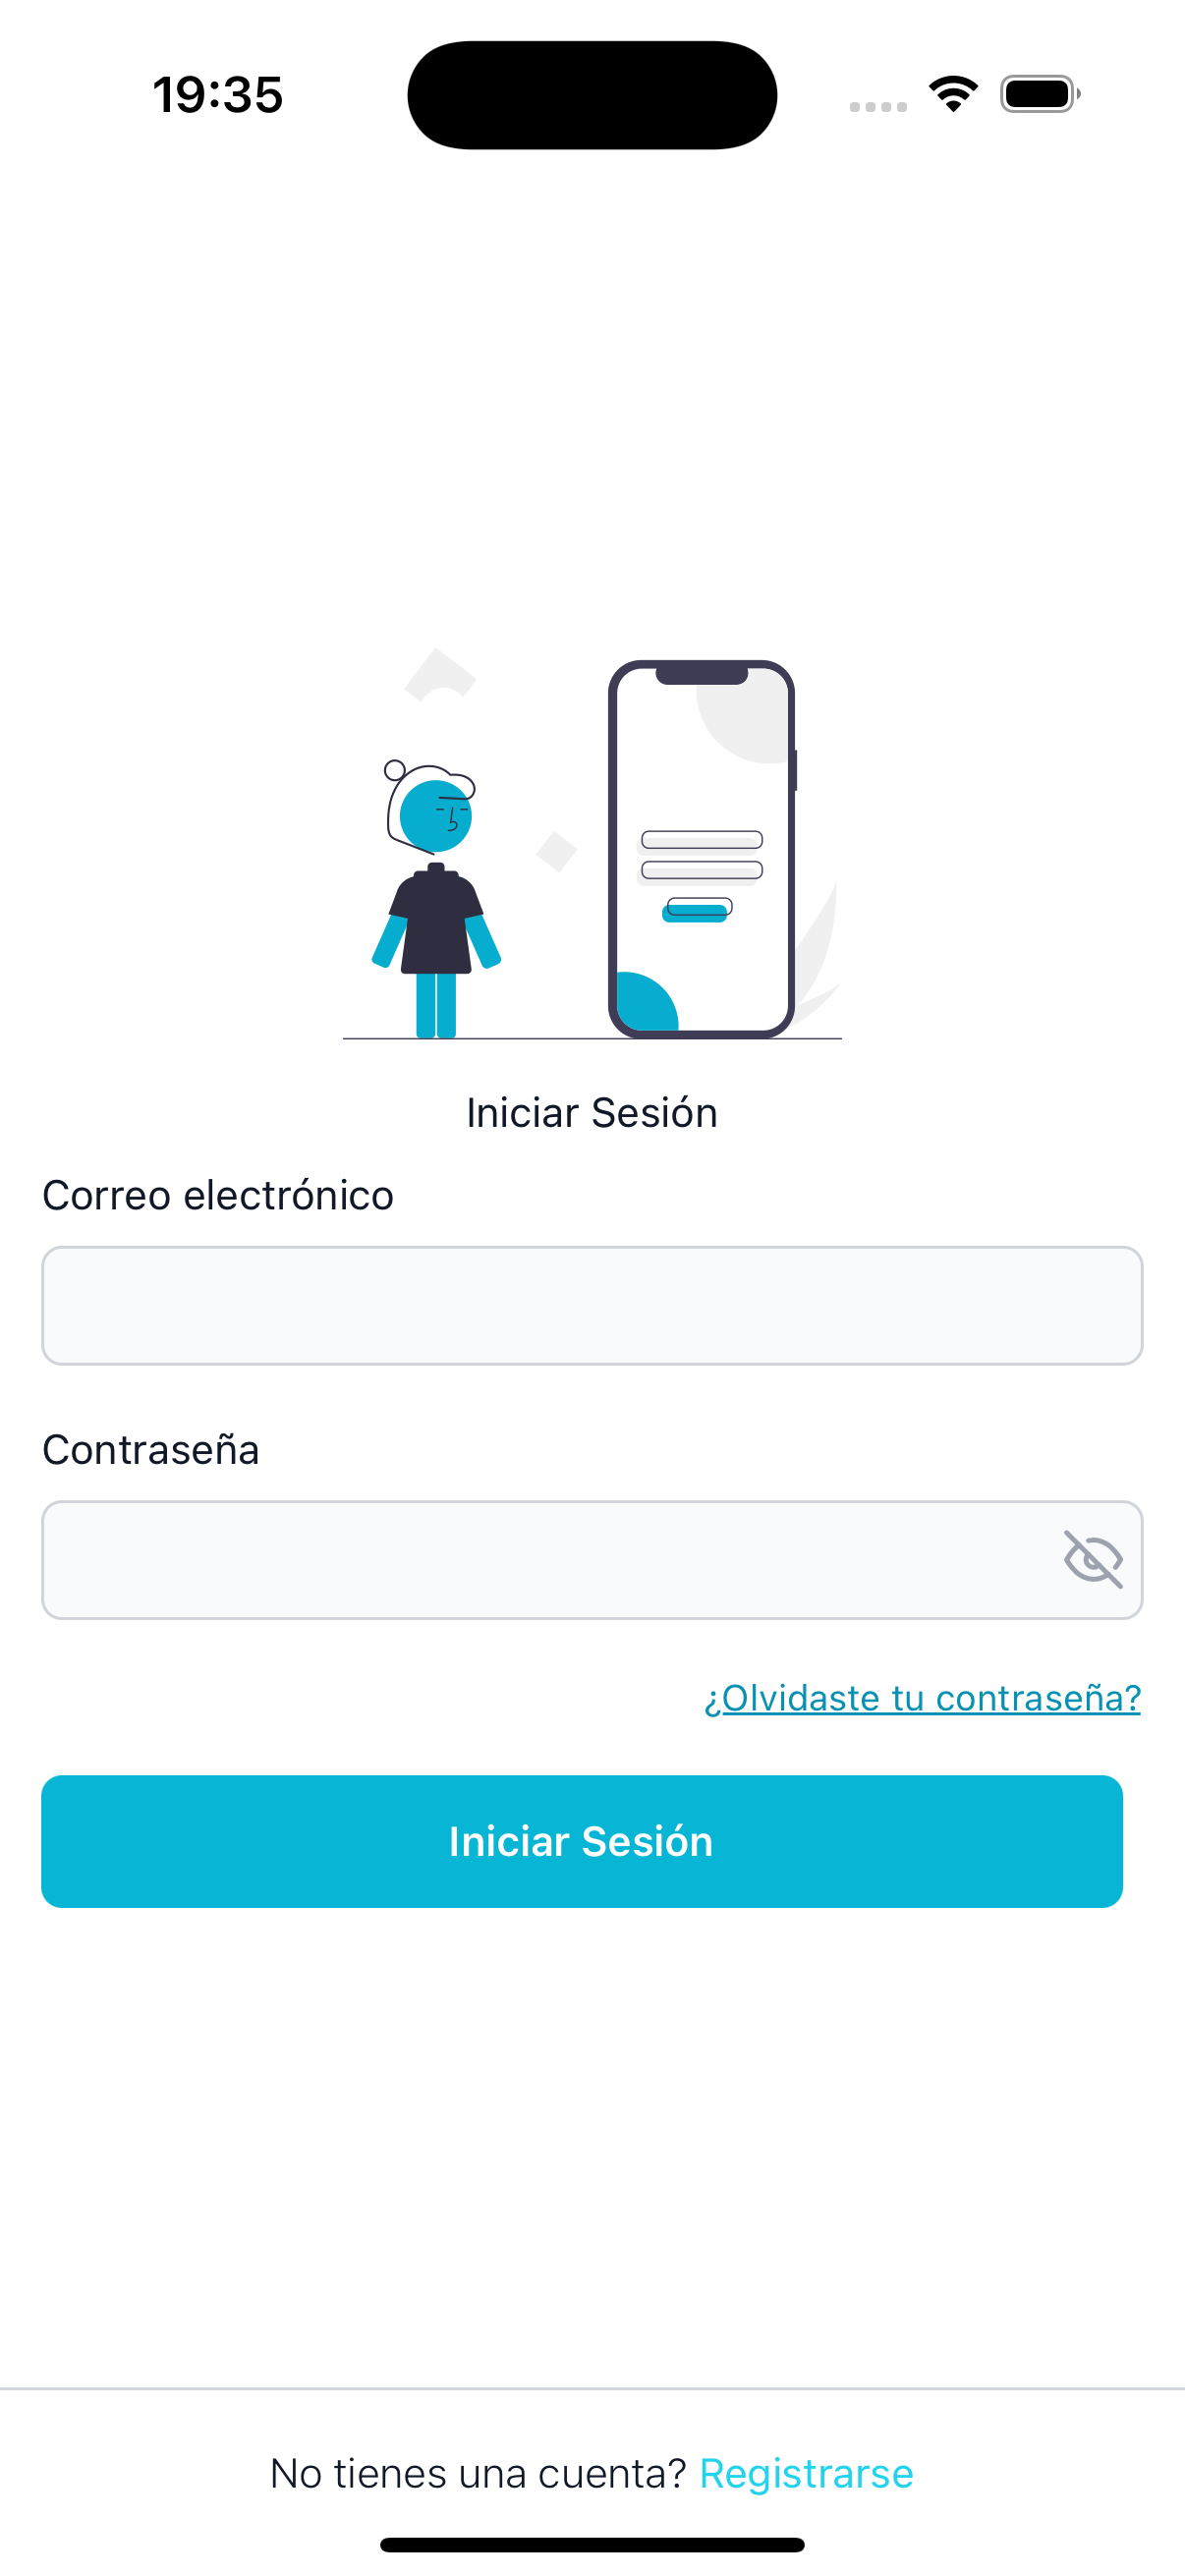 19:35
Iniciar Sesión
Correo electrónico
Contraseña
¿Olvidaste tu contraseña?
Iniciar Sesión
No tienes una cuenta? Registrarse